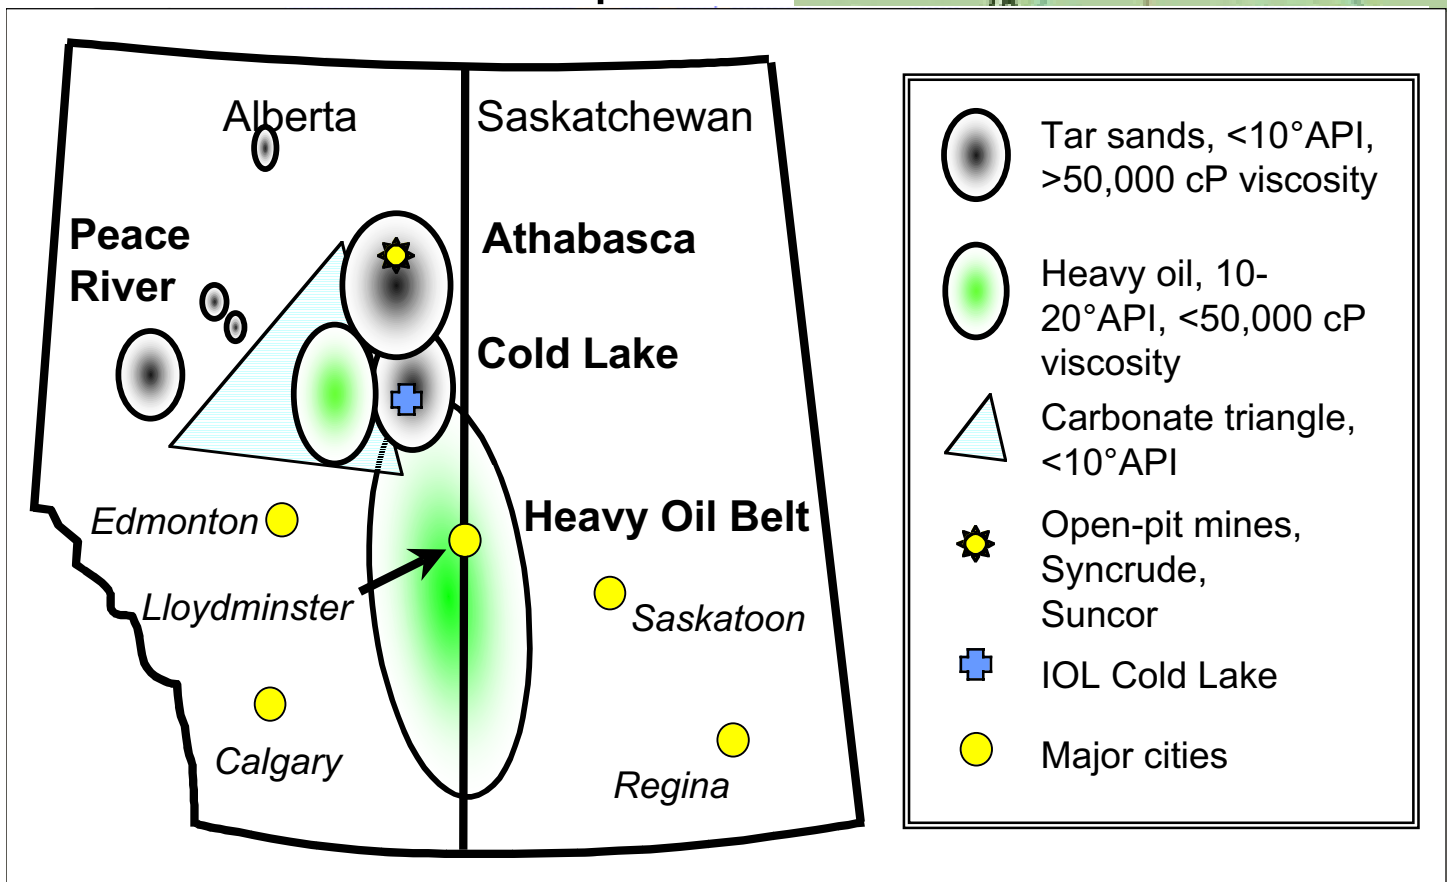 Alberta
Saskatchewan
Peace
River
Athabasca
Cold Lake
Edmonton
Heavy Oil Belt
Lloydminster
Saskatoon
Calgary
Regina
Tar sands, <10°API,
>50,000 cP viscosity
Heavy oil, 10-
20°API, <50,000 cP
viscosity
Carbonate triangle,
<10°API
Open-pit mines,
Syncrude,
Suncor
IOL Cold Lake
Major cities